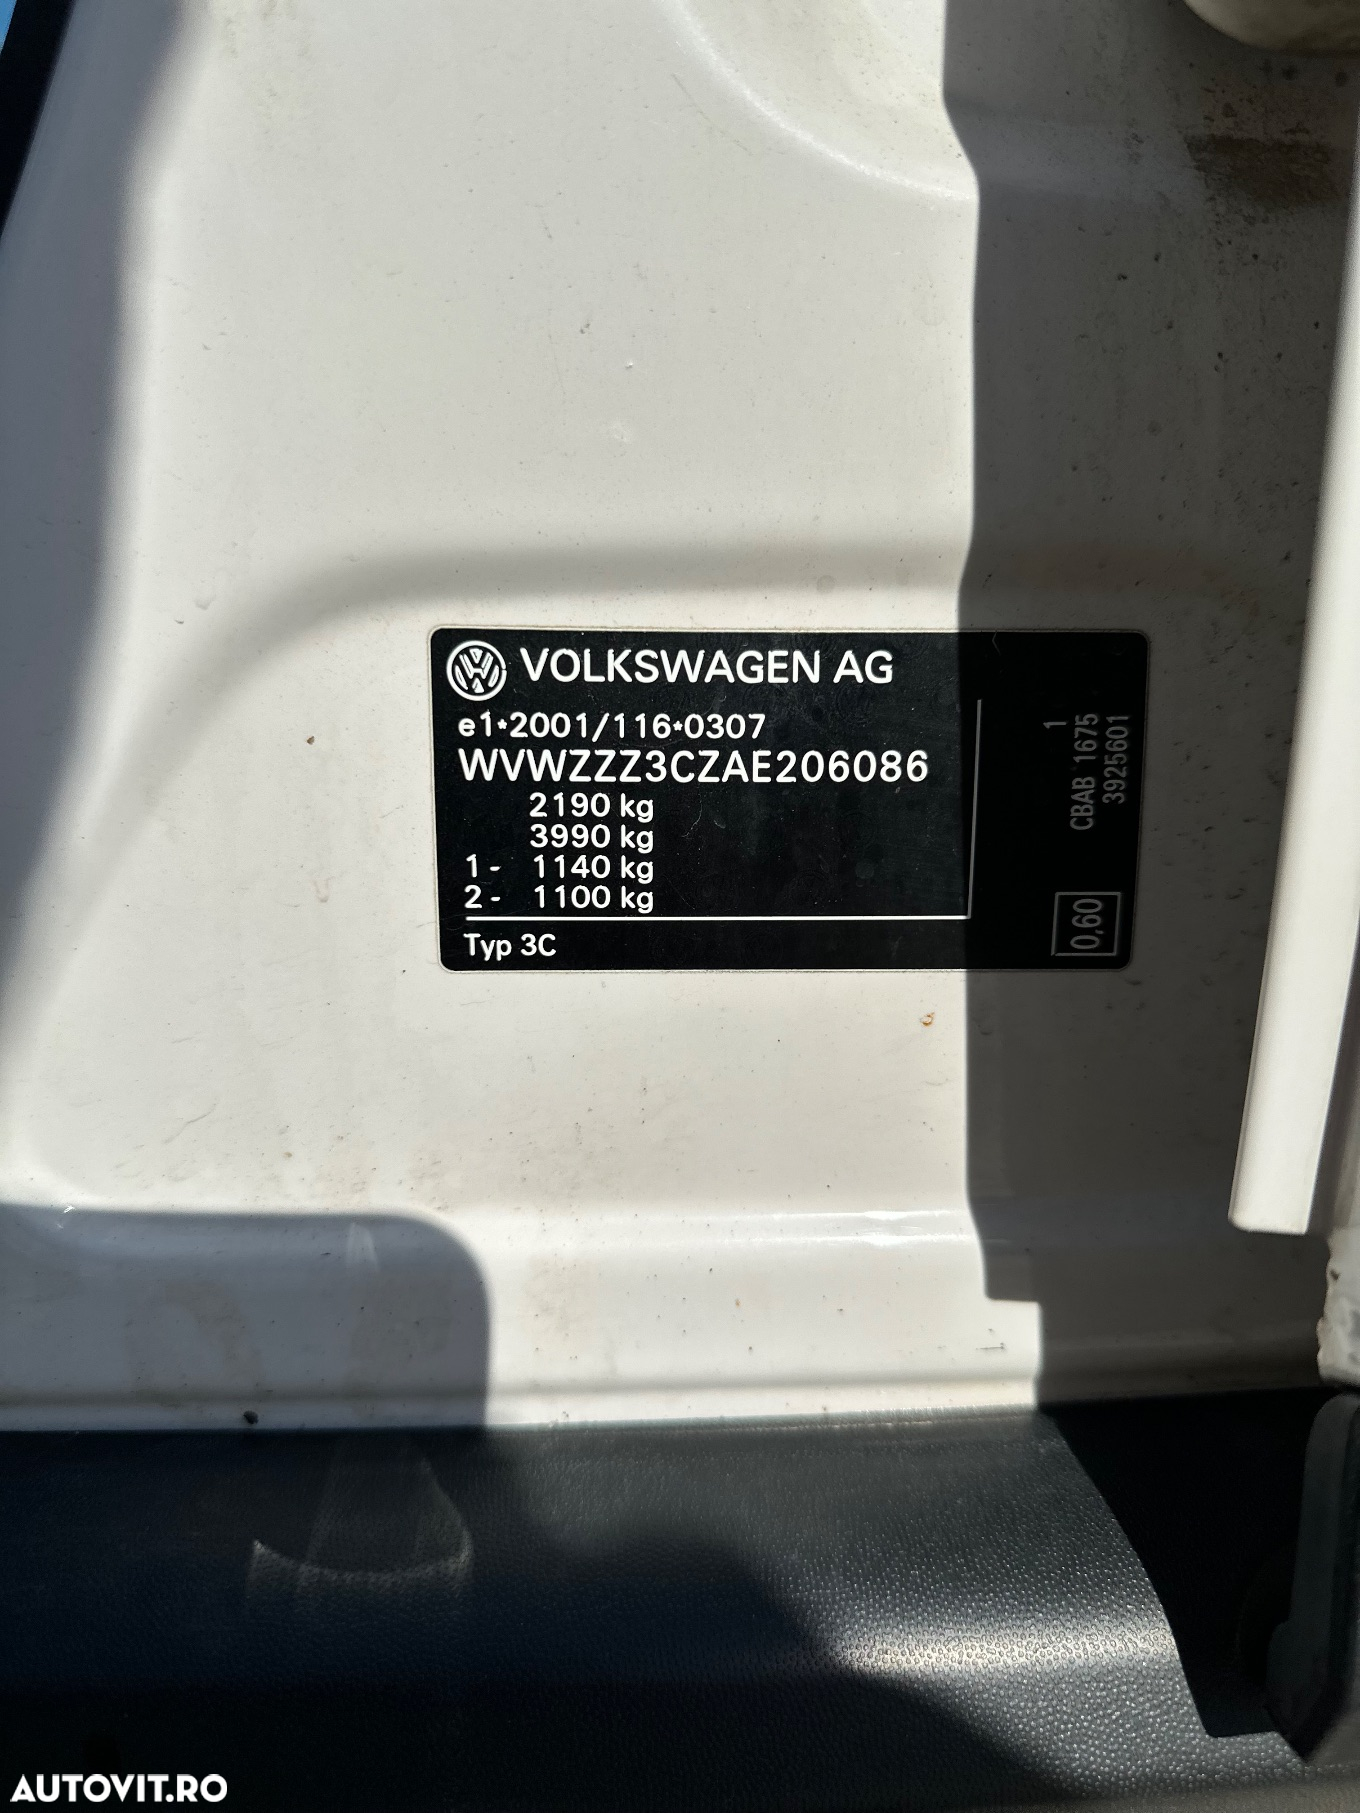 VOLKSWAGEN AG
e1*2001/116*0307
WVWZZZ3CZAE206086
2190 kg
3990 kg
1- 1140 kg
2- 1100 kg
Typ 3C
1
CBAB 1675
3925601
0,60
AUTOVIT.RO